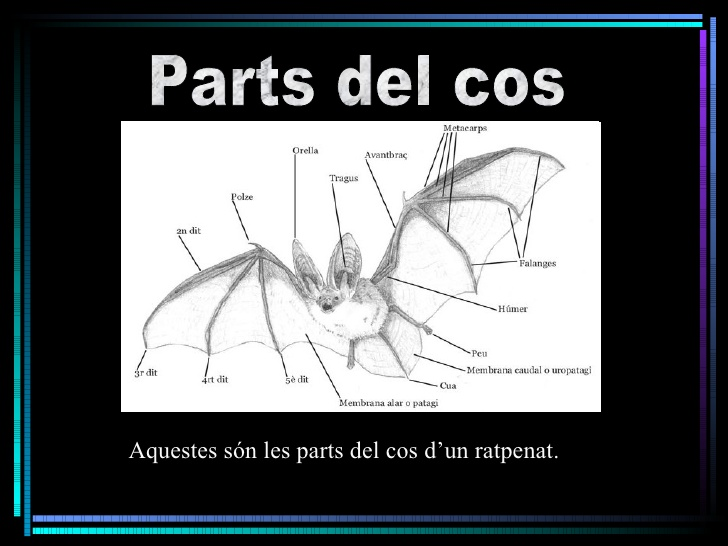 Parts del cos
Metacarps
Orella
Avantbraç
Tragus
Polze
2n dit
Falanges
Húmer
Peu
Membrana caudal o uropatagi
3r dit
4rt dit
5è dit
Cua
Membrana alar o patagi
Aquestes són les parts del cos d’un ratpenat.